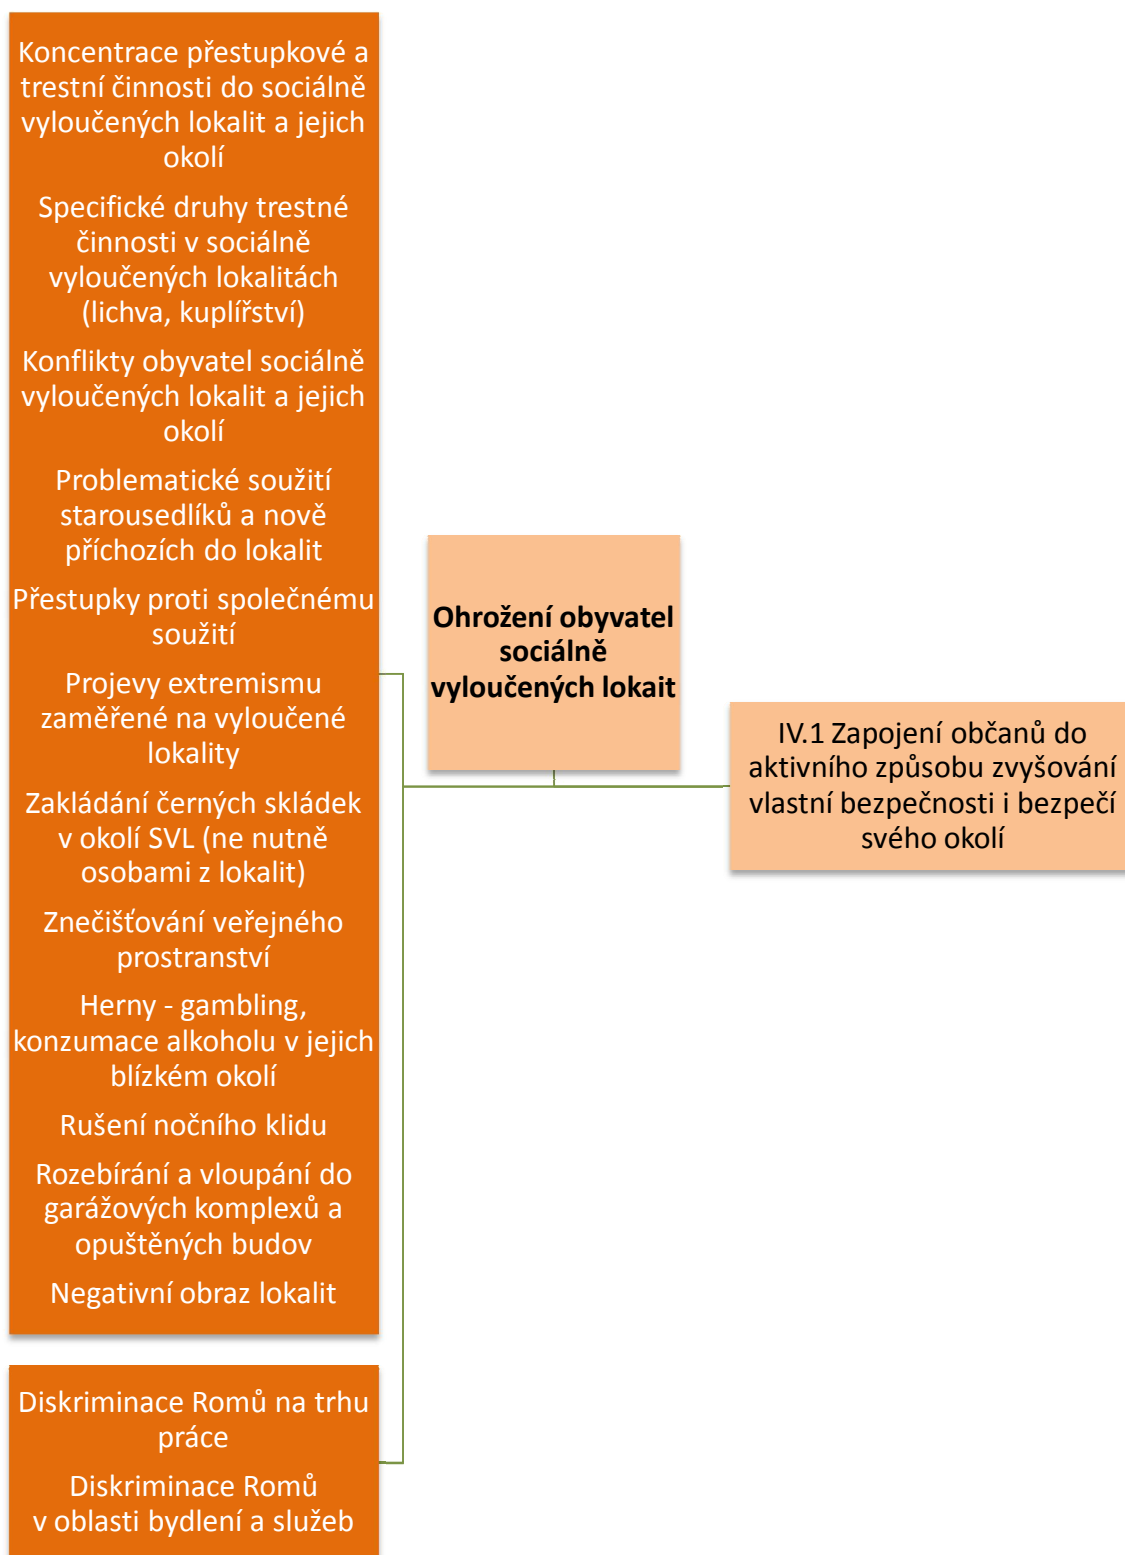 Koncentrace přestupkové a
trestní činnosti do sociálně
vyloučených lokalit a jejich
okolí
Specifické druhy trestné
činnosti v sociálně
vyloučených lokalitách
(lichva, kuplířství)
Konflikty obyvatel sociálně
vyloučených lokalit a jejich
okolí
Problematické soužití
starousedlíků a nově
příchozích do lokalit
Přestupky proti společnému
soužití
Projevy extremismu
zaměřené na vyloučené
lokality
Zakládání černých skládek
v okolí SVL (ne nutně
osobami z lokalit)
Znečišťování veřejného
prostranství
Herny - gambling,
konzumace alkoholu v jejich
blízkém okolí
Rušení nočního klidu
Rozebírání a vloupání do
garážových komplexů a
opuštěných budov
Negativní obraz lokalit
Diskriminace Romů na trhu
práce
Diskriminace Romů
v oblasti bydlení a služeb
Ohrožení obyvatel
sociálně
vyloučených lokait
IV.1 Zapojení občanů do
aktivního způsobu zvyšování
vlastní bezpečnosti i bezpečí
svého okolí